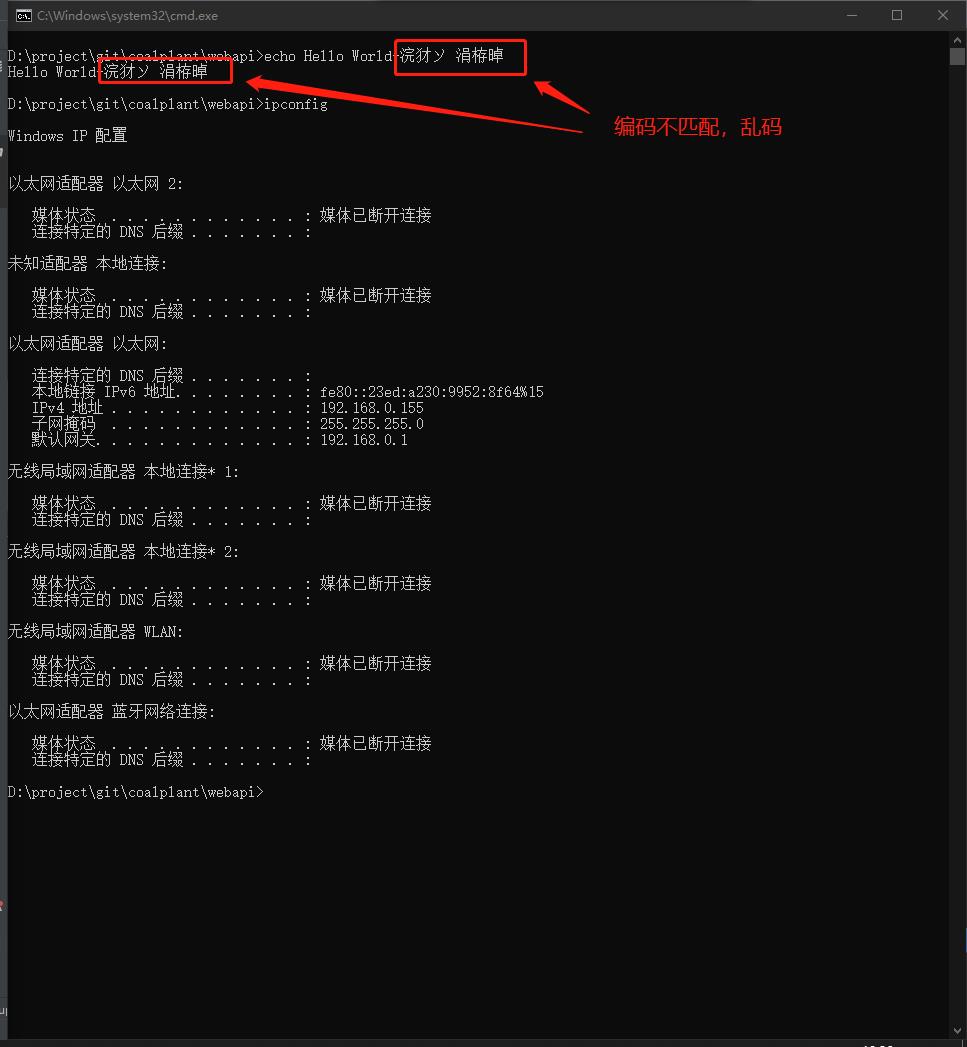 C:\Windows\system32\cmd.exe
D:\project\git\coalplant\webapi>echo Hello World-浣犲ソ 涓栫晫
Hello World-浣犲ソ 涓栫晫
编码不匹配，乱码
D:\project\git\coalplant\webapi>ipconfig
Windows IP 配置
以太网适配器 以太网 2:
媒体状态 . . . . . . . . . . . . : 媒体已断开连接
连接特定的 DNS 后缀 . . . . . . . :
未知适配器 本地连接:
媒体状态 . . . . . . . . . . . . : 媒体已断开连接
连接特定的 DNS 后缀 . . . . . . . :
以太网适配器 以太网:
连接特定的 DNS 后缀 . . . . . . . :
本地链接 IPv6 地址. . . . . . . . : fe80::23ed:a230:9952:8f64%15
IPv4 地址 . . . . . . . . . . . . : 192.168.0.155
子网掩码 . . . . . . . . . . . . : 255.255.255.0
默认网关. . . . . . . . . . . . . : 192.168.0.1
无线局域网适配器 本地连接* 1:
媒体状态 . . . . . . . . . . . . : 媒体已断开连接
连接特定的 DNS 后缀 . . . . . . . :
无线局域网适配器 本地连接* 2:
媒体状态 . . . . . . . . . . . . : 媒体已断开连接
连接特定的 DNS 后缀 . . . . . . . :
无线局域网适配器 WLAN:
媒体状态 . . . . . . . . . . . . : 媒体已断开连接
连接特定的 DNS 后缀 . . . . . . . :
以太网适配器 蓝牙网络连接:
媒体状态 . . . . . . . . . . . . : 媒体已断开连接
连接特定的 DNS 后缀 . . . . . . . :
D:\project\git\coalplant\webapi>